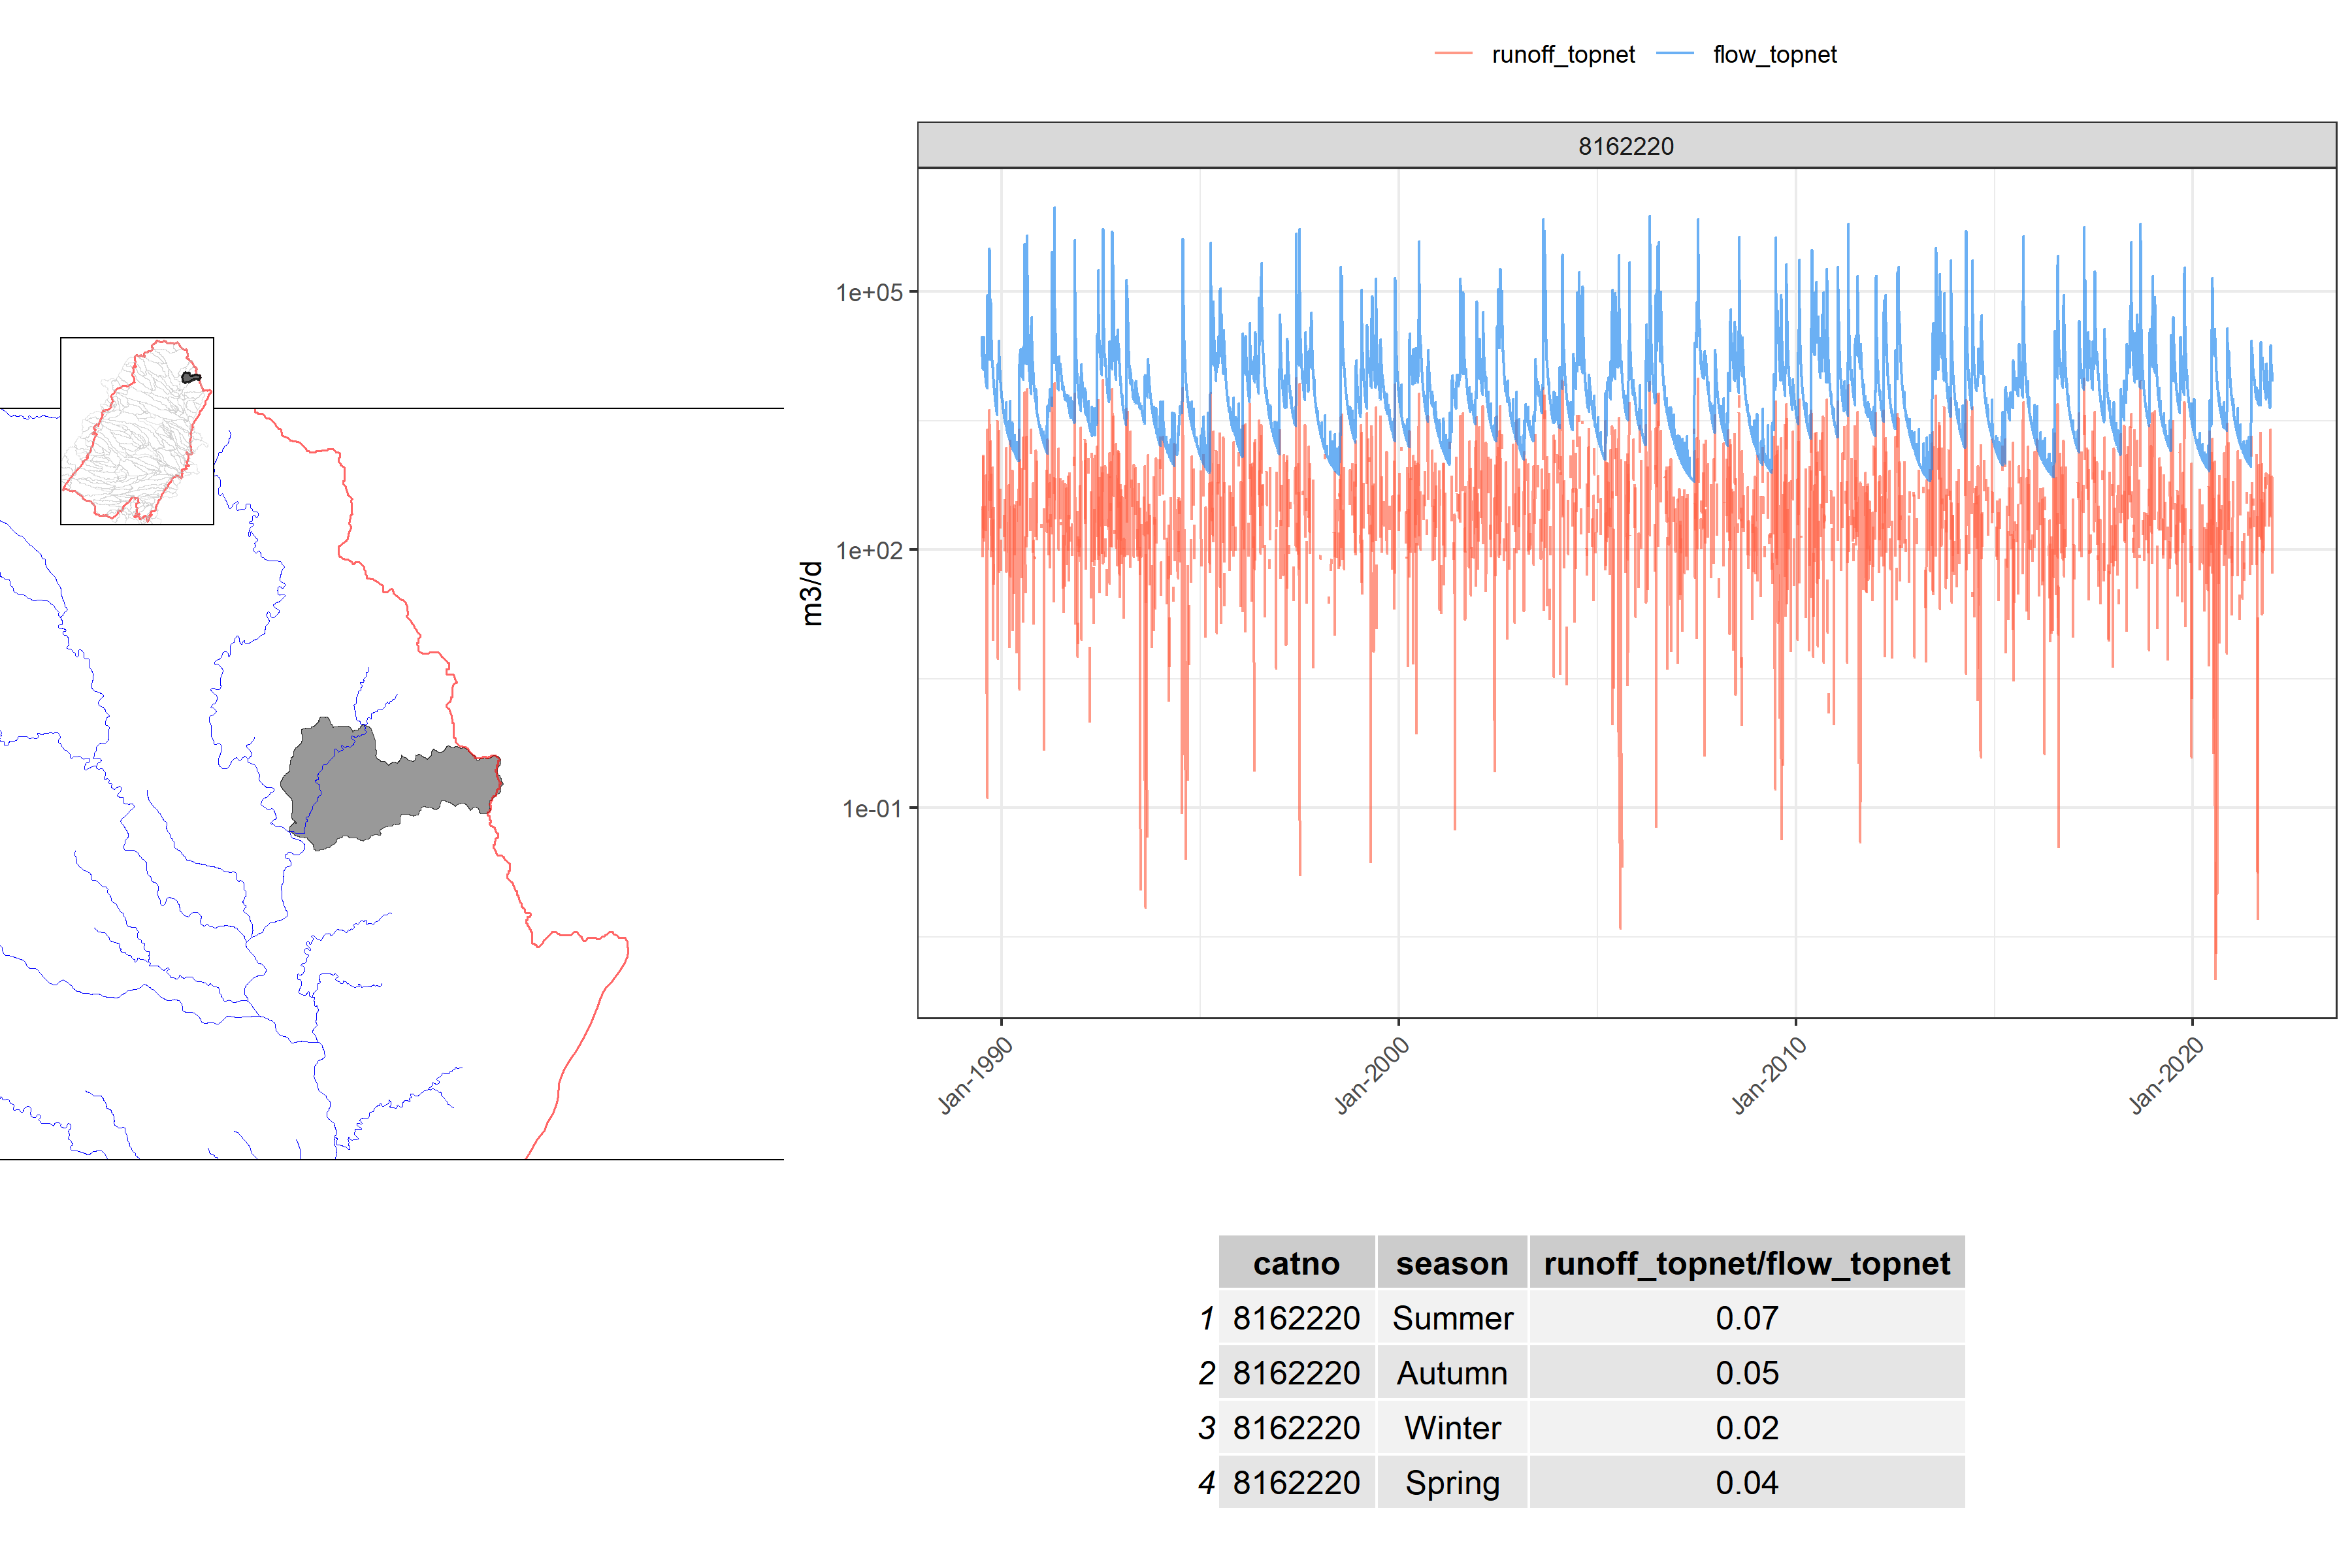 runoff_topnet flow_topnet
8162220
m3/d
1e+05
1e+02
1e-01
Jan-1990 Jan-2000 Jan-2010 Jan-2020
catno season runoff_topnet/flow_topnet
1 8162220 Summer 0.07
2 8162220 Autumn 0.05
3 8162220 Winter 0.02
4 8162220 Spring 0.04